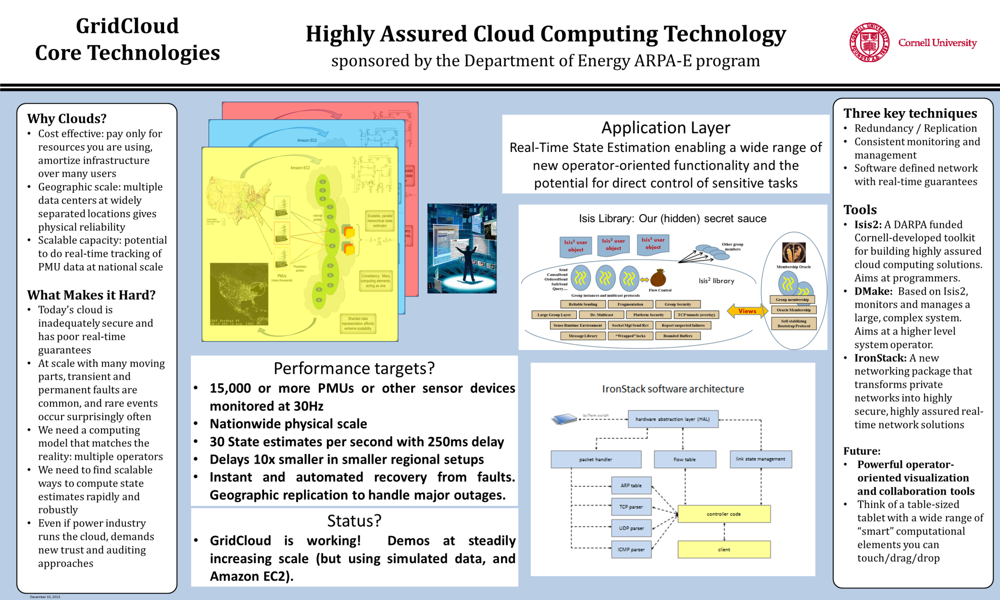 GridCloud
Core Technologies
Highly Assured Cloud Computing Technology
sponsored by the Department of Energy ARPA-E program
Cornell University
Why Clouds?
• Cost effective: pay only for
resources you are using,
amortize infrastructure
over many users
• Geographic scale: multiple
data centers at widely
separated locations gives
physical reliability
• Scalable capacity: potential
to do real-time tracking of
PMU data at national scale
What Makes it Hard?
• Today's cloud is
inadequately secure and
has poor real-time
guarantees
• At scale with many moving
parts, transient and
permanent faults are
common, and rare events
occur surprisingly often
• We need a computing
model that matches the
reality: multiple operators
• We need to find scalable
ways to compute state
estimates rapidly and
robustly
• Even if power industry
runs the cloud, demands
new trust and auditing
approaches
December 10, 2013
Amazon EC2
Amazon EC2
Internet
portion
Scalable, parallel
hierarchical state
estimator
PMUs
(many thousands)
Proprietary
portion
Consistency: Many
computing elements,
acting as one
Sharded data
representation affords
extreme scalability
Performance targets?
• 15,000 or more PMUs or other sensor devices
monitored at 30Hz
• Nationwide physical scale
• 30 State estimates per second with 250ms delay
• Delays 10x smaller in smaller regional setups
• Instant and automated recovery from faults.
Geographic replication to handle major outages.
Status?
• GridCloud is working! Demos at steadily
increasing scale (but using simulated data, and
Amazon EC2).
Application Layer
Real-Time State Estimation enabling a wide range of
new operator-oriented functionality and the
potential for direct control of sensitive tasks
Isis Library: Our (hidden) secret sauce
Isis² user
object
Isis² user
object
Isis² user
object
Other group
members
Membership Oracle
Send
CausalSend
OrderedSend
SafeSend
Query....
Flow Control
Isis² library
Group instances and multicast protocols
Reliable Sending
Fragmentation
Group Security
Large Group Layer
Dr. Multicast
Platform Security
TCP tunnels (overlay)
Sense Runtime Environment
Socket Mgt/Send/Rcv
Report suspected failures
Message Library
"Wrapped" locks
Bounded Buffers
Views
Group membership
Oracle Membership
Self-stabilizing
Bootstrap Protocol
IronStack software architecture
to/from switch
hardware abstraction layer (HAL)
packet handler
flow table
link state management
ARP table
TCP parser
UDP parser
ICMP parser
controller code
client
Three key techniques
• Redundancy / Replication
• Consistent monitoring and
management
• Software defined network
with real-time guarantees
Tools
• Isis2: A DARPA funded
Cornell-developed toolkit
for building highly assured
cloud computing solutions.
Aims at programmers.
• DMake: Based on Isis2,
monitors and manages a
large, complex system.
Aims at a higher level
system operator.
• IronStack: A new
networking package that
transforms private
networks into highly
secure, highly assured real-
time network solutions
Future:
• Powerful operator-
oriented visualization
and collaboration tools
• Think of a table-sized
tablet with a wide range of
"smart" computational
elements you can
touch/drag/drop